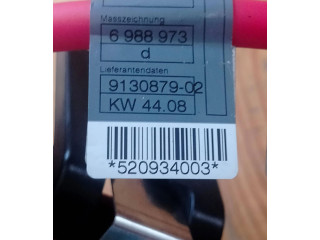 Masszeichnung
6 988 973
d
Lieferantendaten
9130879-02
KW 44.08
*520934003*